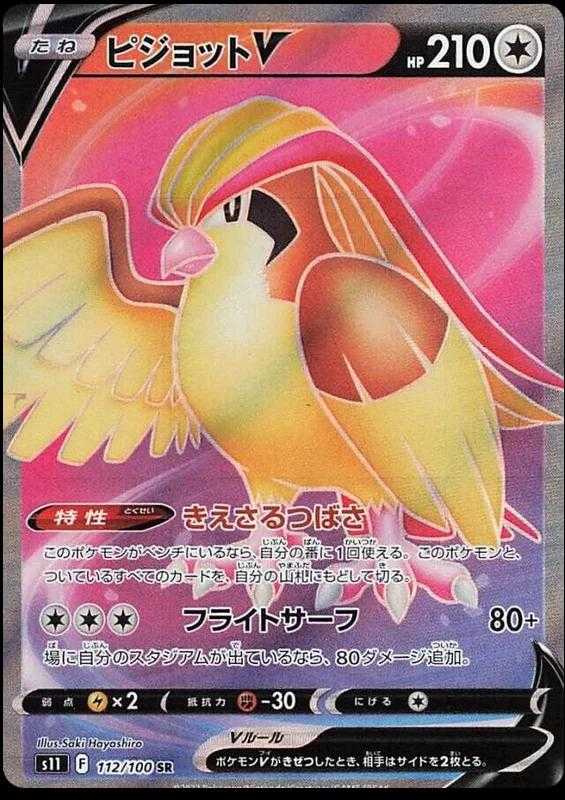 たね
ピジョットV
HP 210
特性 とくせい
きえさるつばさ
このポケモンがベンチにいるなら、自分の番に1回使える。このポケモンと、
ついているすべてのカードを、自分の山札にもどして切る。
フライトサーフ 80+
場に自分のスタジアムが出ているなら、80ダメージ追加。
弱点 ×2 抵抗力 -30 にげる
Illus.Saki Hayashiro
Vルール
s11 F 112/100 SR
ポケモンVがきぜつしたとき、相手はサイドを2枚とる。